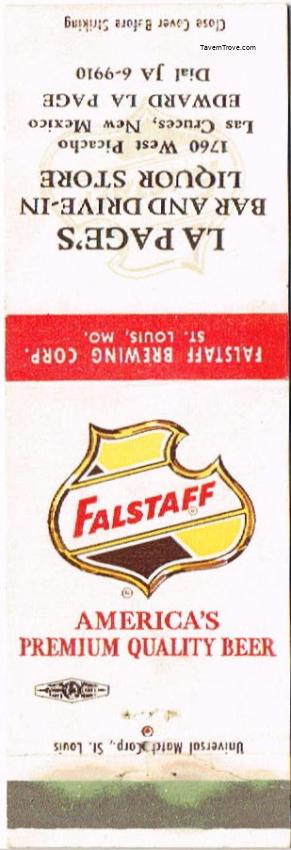 TavernTrove.com
Close Cover Before Striking
LA PAGE'S
BAR AND DRIVE-IN
LIQUOR STORE
1760 West Picacho
Las Cruces, New Mexico
EDWARD LA PAGE
Dial JA 6-9910
FALSTAFF BREWING CORP.
ST. LOUIS, MO.
FALSTAFF
®
®
AMERICA'S
PREMIUM QUALITY BEER
Universal Match Corp., St. Louis